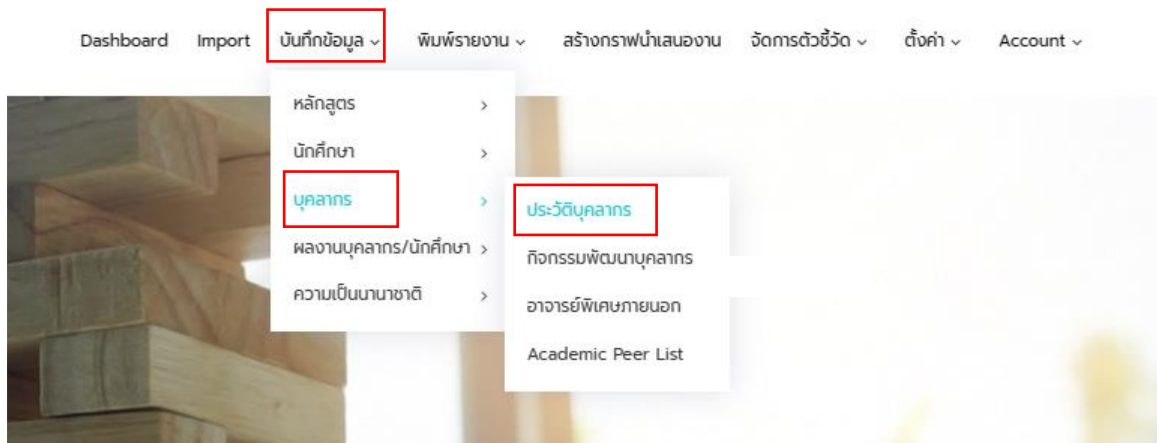 Dashboard Import บันทึกข้อมูล พิมพ์รายงาน สร้างกราฟนำเสนองาน จัดการตัวชี้วัด ตั้งค่า Account
หลักสูตร
นักศึกษา
บุคลากร
ผลงานบุคลากร/นักศึกษา
ความเป็นนานาชาติ
ประวัติบุคลากร
กิจกรรมพัฒนาบุคลากร
อาจารย์พิเศษภายนอก
Academic Peer List